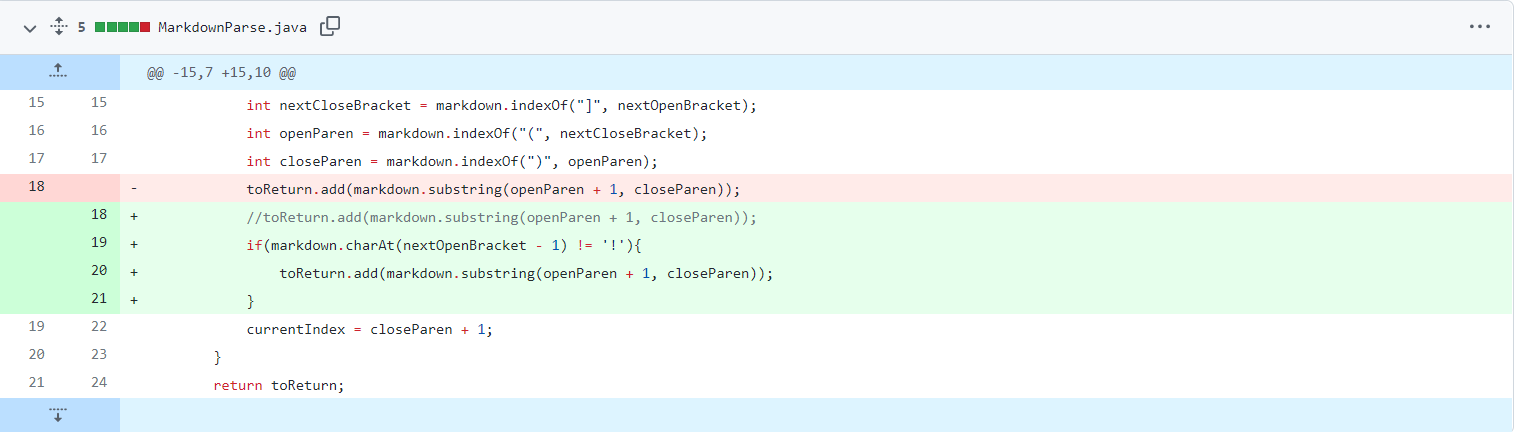 5 MarkdownParse.java
@@ -15,7 +15,10 @@
15 15 int nextCloseBracket = markdown.indexOf("]", nextOpenBracket);
16 16 int openParen = markdown.indexOf("(", nextCloseBracket);
17 17 int closeParen = markdown.indexOf(")", openParen);
18 - toReturn.add(markdown.substring(openParen + 1, closeParen));
18 + //toReturn.add(markdown.substring(openParen + 1, closeParen));
19 + if(markdown.charAt(nextOpenBracket - 1) != '!'){
20 + toReturn.add(markdown.substring(openParen + 1, closeParen));
21 + }
19 22 currentIndex = closeParen + 1;
20 23 }
21 24 return toReturn;